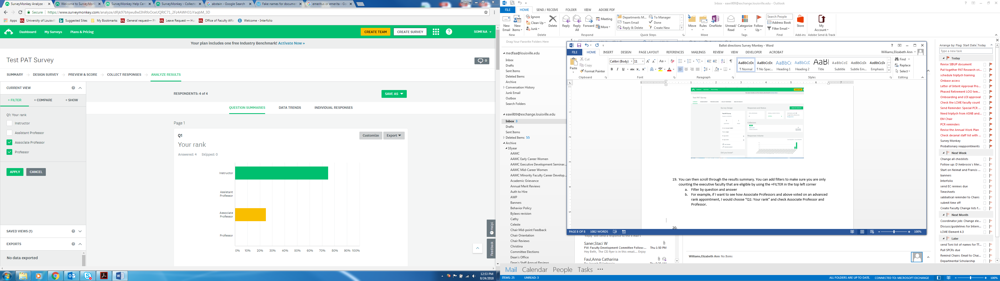 SurveyMonkey Analyze -
Welcome to SurveyMonk
SurveyMonkey Help Cent
SurveyMonkey - Collecto
abstain - Google Search
Fake names for documen
emeritus or emerita - Go
Beth
Secure
Apps
University of Louisvill
Suggested Sites
My Bookmarks
General request— Ph
Leave Request — Hu
Office of Faculty Affa
Welcome - Interfolio
Dashboard
My Surveys
Plans & Pricing
CREATE TEAM
CREATE SURVEY
SOMFAA
Your plan includes one free Industry Benchmark! Activate Now »
Test PAT Survey
0
SUMMARY
DESIGN SURVEY
PREVIEW & SCORE
COLLECT RESPONSES
ANALYZE RESULTS
CURRENT VIEW
+ FILTER
+ COMPARE
+ SHOW
Q1: Your rank
Instructor
Assistant Professor
Associate Professor
Professor
APPLY
CANCEL
SAVED VIEWS (1)
EXPORTS
No data exported
RESPONDENTS: 4 of 4
SAVE AS
QUESTION SUMMARIES
DATA TRENDS
INDIVIDUAL RESPONSES
Page 1
Q1
Customize
Export
Your rank
Answered: 4 Skipped: 0
Instructor
Assistant
Professor
Associate
Professor
Professor
0% 10% 20% 30% 40% 50% 60% 70% 80% 90% 100%
Help!
Feedback
12:53 PM
8/24/2018
Inbox - eawill09@exchange.louisville.edu - Outlook
FILE
HOME
SEND / RECEIVE
FOLDER
VIEW
ADOBE PDF
New
Email
New
Items
New
Ignore
Clean Up
Junk
Delete
Delete
Reply
Reply
All
Forward
Meeting
More
Respond
Departments M...
Team Email
Reply & Delete
To Manager
Done
Create New
Quick Steps
Move
Rules
OneNote
Move
Unread/
Read
Categorize
Follow
Up
Tags
Search People
Address Book
Filter Email
Find
Store
Add-ins
My
Account
Adobe Send & Track
Drag Your Favorite Folders Here
medfaa@louisville.edu
Inbox
Drafts
Sent Items
Deleted Items
Archive
Conversation History
Junk Email
Outbox
Search Folders
eawill09@exchange.louisville.edu
Inbox 3
Drafts
Sent Items
Deleted Items 55
Archive
10year
AAMC
AAMC Early Career Women
AAMC Executive Development Seminar...
AAMC Mid-Career Women
AAMC Minority Faculty Career Develop...
Academic Grievance
Annual Merit Reviews
Auth to Hire
AWP
Banners
Behavior Policy
Bylaws revision
Cathy
Celeste
Chair Mid-point Feedback
Chair Orientation
Chair Reviews
Christina
Committee Elections
Dean's Office
Dean's Staff Annual Reviews
Ballot directions Survey Monkey - Word
FILE
HOME
INSERT
DESIGN
PAGE LAYOUT
REFERENCES
MAILINGS
REVIEW
VIEW
DEVELOPER
ACROBAT
Williams,Elizabeth Ann
Paste
Cut
Copy
Format Painter
Clipboard
Calibri (Body)
11
Font
Paragraph
¶ Normal
¶ No Spac...
Heading 1
Heading 2
Title
Subtitle
Subtle Em...
Emphasis
Styles
Find
Replace
Select
Editing
Test PAT Survey
Survey Design
Responses and Status
Collectors
Responses Volume
Did you know?
19. You can then scroll through the results summary. You can add filters to make sure you are only
counting the executive faculty that are eligible by using the +FILTER in the top left corner
a. Filter by question and answer
b. For example, if I want to see how Associate Professors and above voted on an advanced
rank appointment, I would choose “Q1: Your rank” and check Associate Professor and
Professor.
20.
PAGE 8 OF 8
1082 WORDS
100%
Saner,Staci W
FW: Faculty Development Committee Follow-...
Thu 1:50 PM
Hey Beth, The CIS flyer is in this email.... Enjoy
Faul,Anna Catharina
Williams,Elizabeth Ann No Items
Arrange by: Flag: Start Date
Today
Type a new task
Today
Revise SIBUP document
Put together PAT Research cri...
schedule triptych training
Onbase access
Letter of Intent Approval Pro...
Phased Retirement LOO tem...
Onboarding and LOI approval
Check the LCME faculty count
Send Reminder: Special PCR ...
Need triptych from ASNB and...
EM Chair
PCR reminders
Revise the Annual Work Plan
Check decanal staff list with ...
Survey Monkey
Probationary reappointments
Next Week
Change all checklists
Follow up: D'Ambrosio's Mer...
Start on Neimat and Francis ...
banners
Interfolio
send EC reviews due
Timesheets
sabbatical reminder to Chairs
submit time off
Create Faculty Change lists f...
Next Month
Coordinator job: Change ele...
Discuss/guidelines for Intern...
LCME Element 4.3
Later
send Toni list of names for TT...
Pull SPCRs due
Remind Chairs: Email to Chai...
Departmental Scholarship
Mail Calendar People Tasks ...
ITEMS: 25
UNREAD: 3
ALL FOLDERS ARE UP TO DATE.
CONNECTED TO: MICROSOFT EXCHANGE
100%